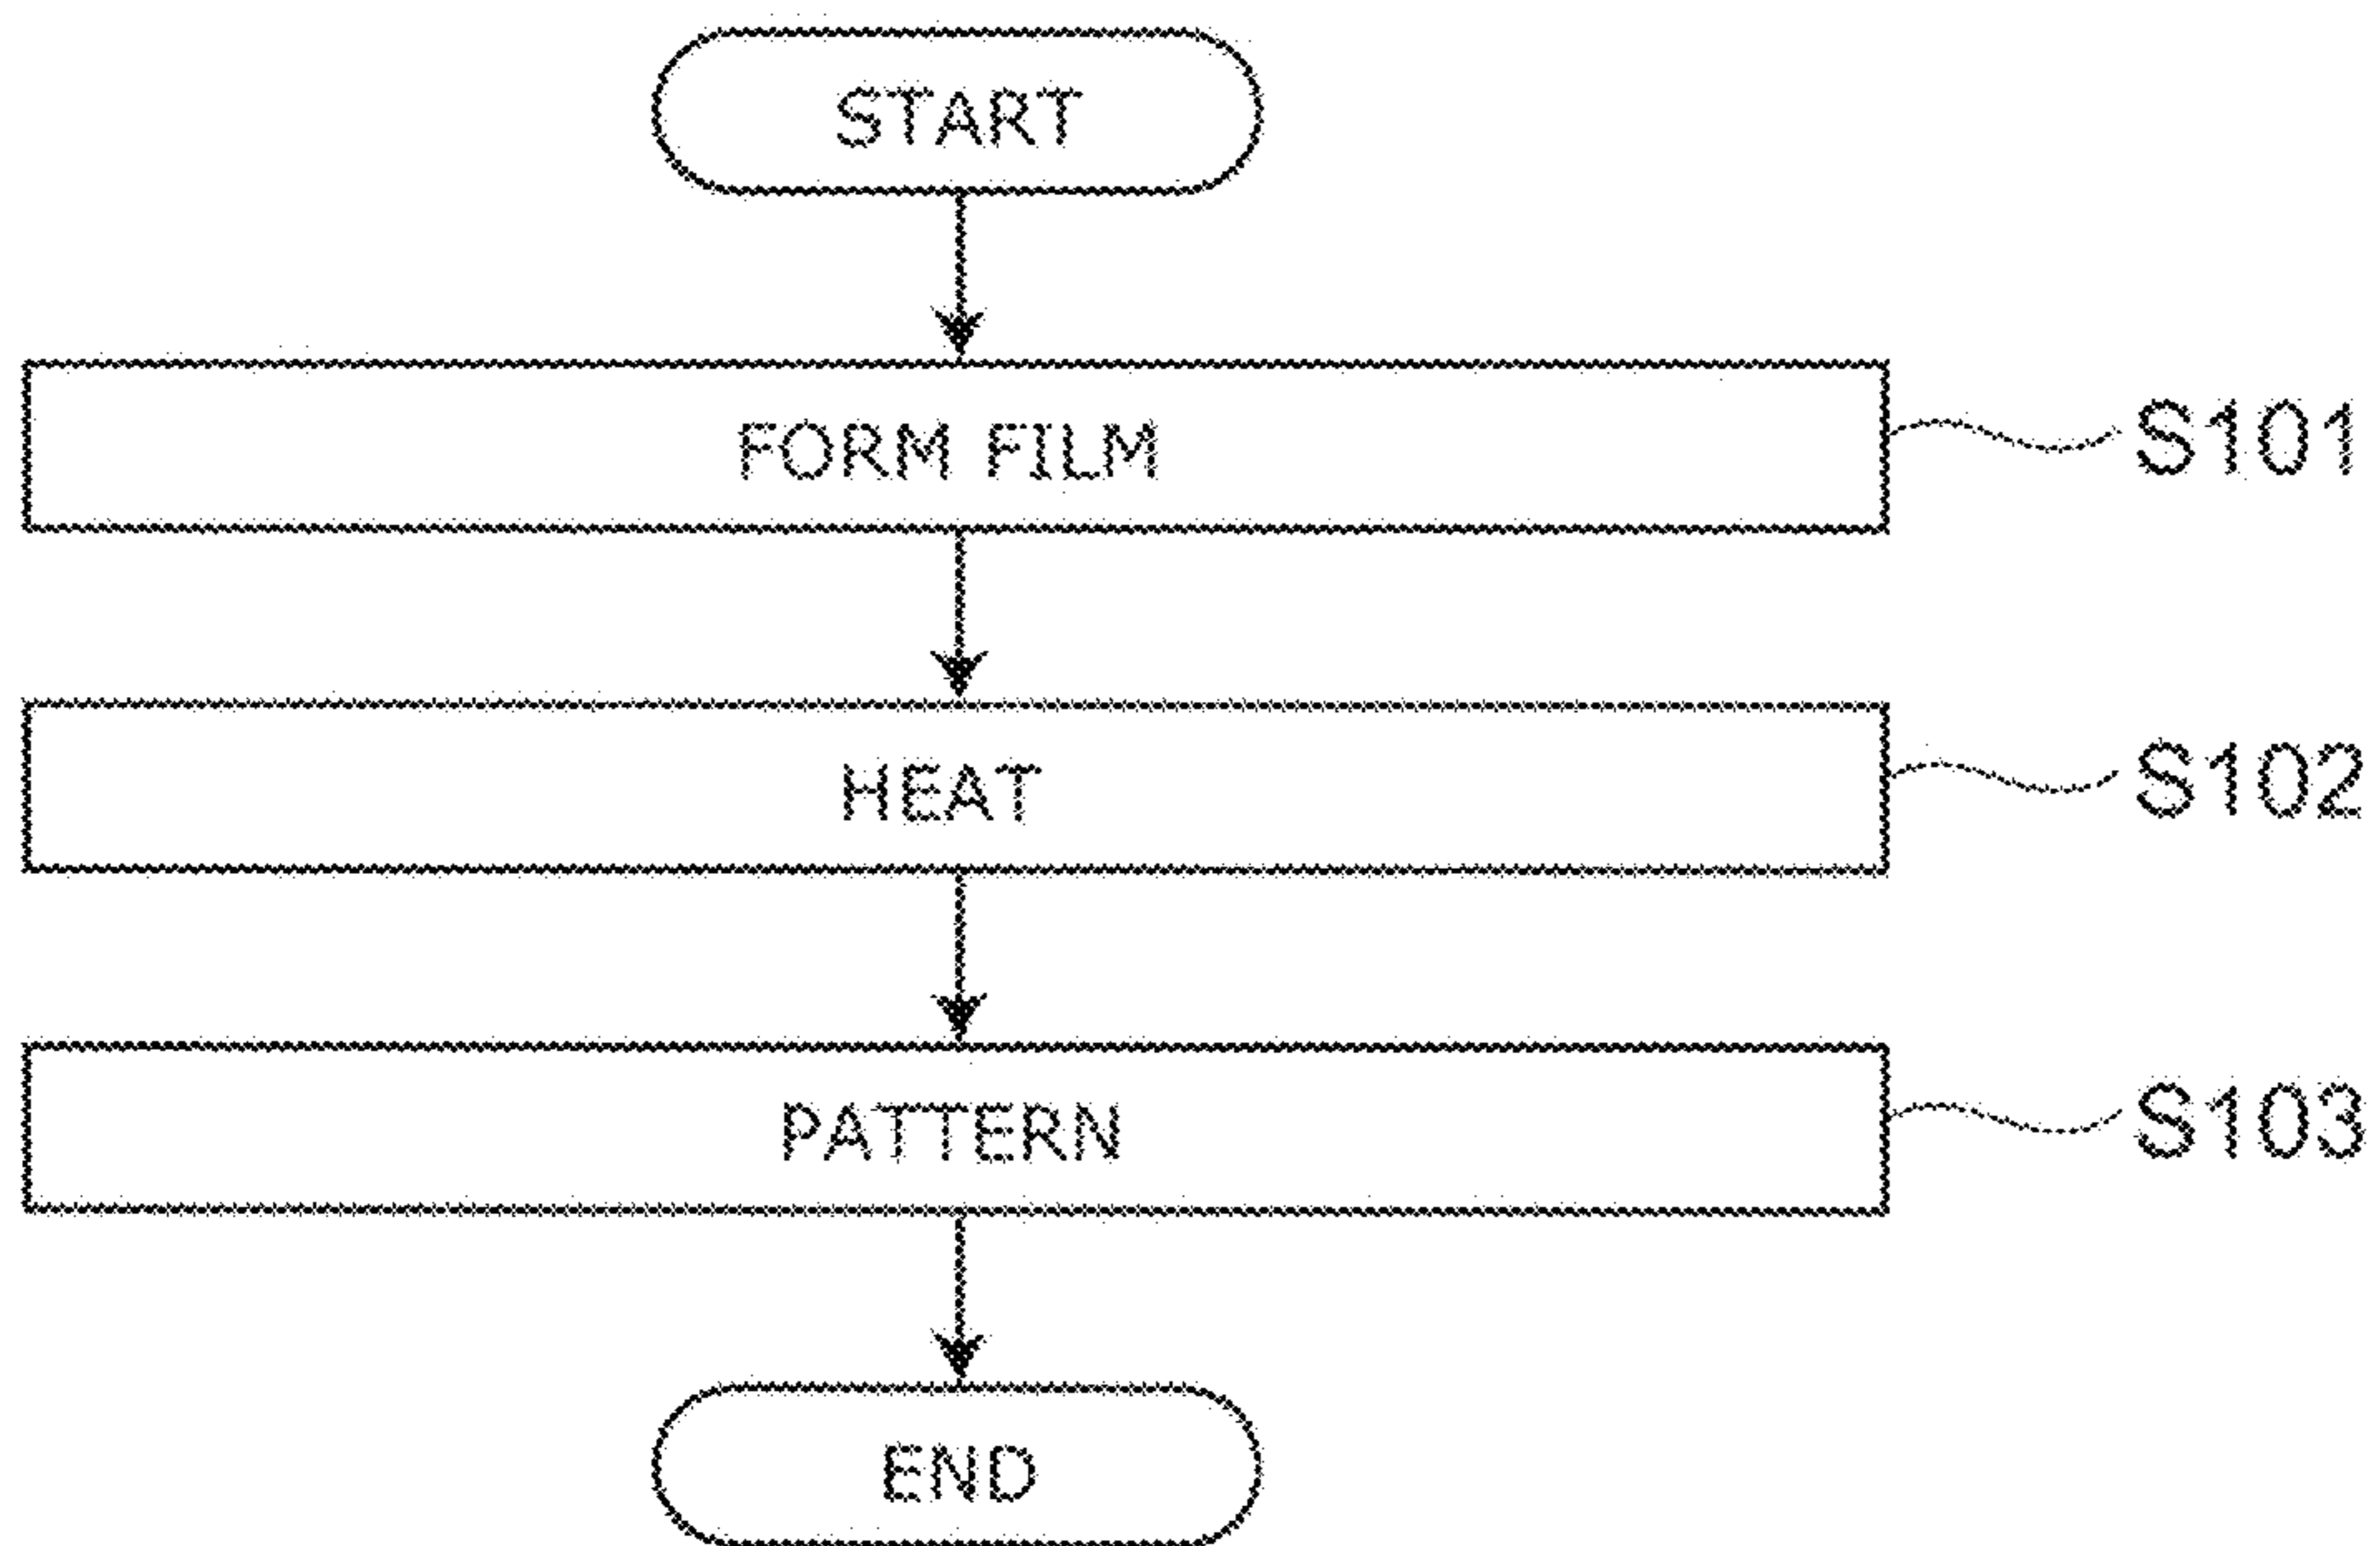 START
FORM FILM
S101
HEAT
S102
PATTERN
S103
END